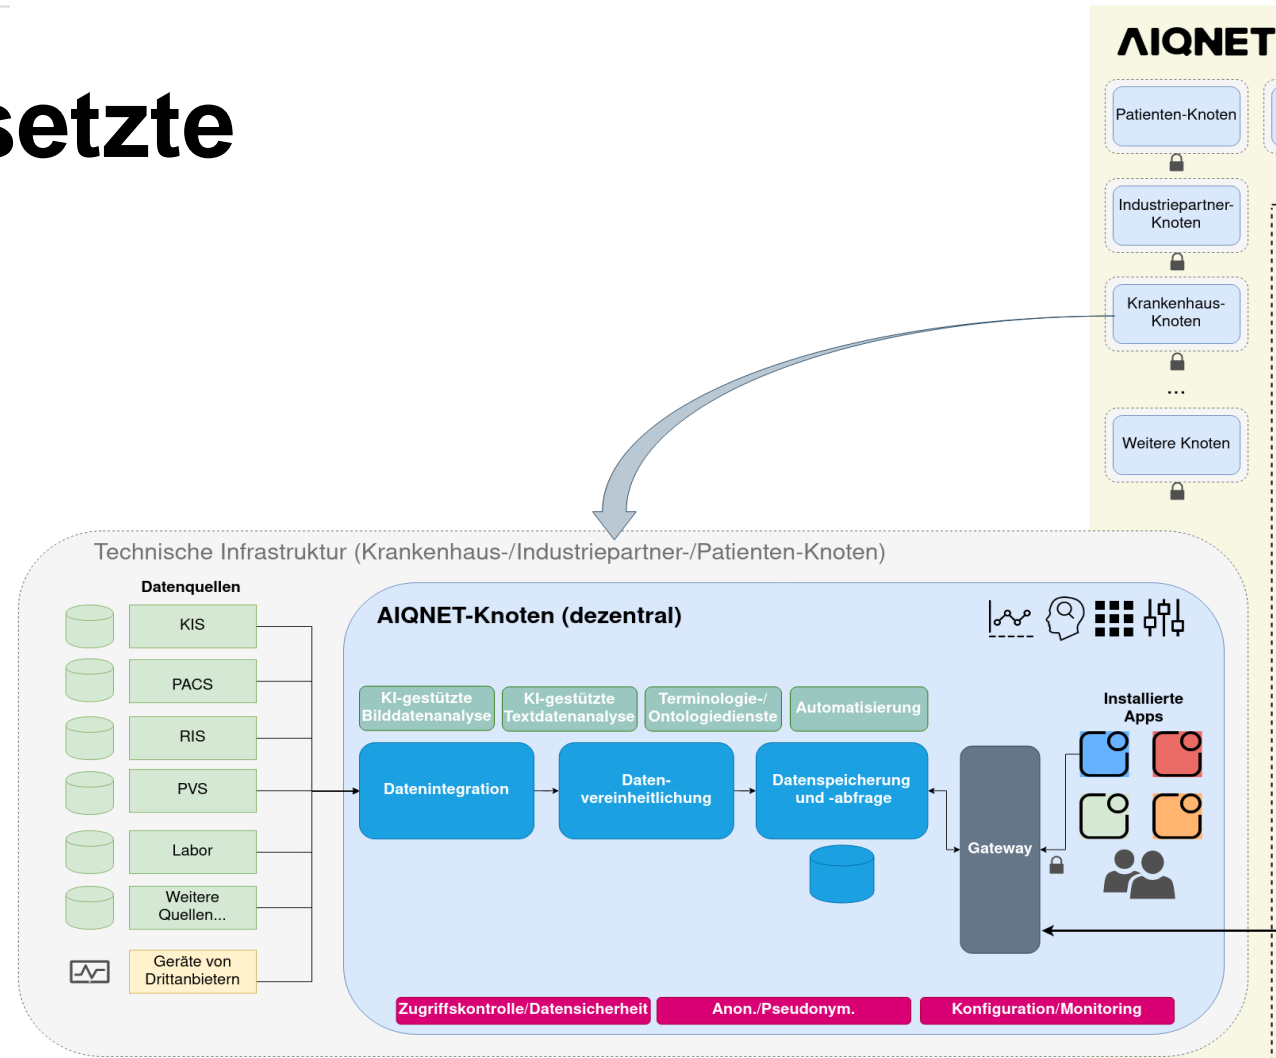 setzte
AIQNET
Patienten-Knoten
Industriepartner-
Knoten
Krankenhaus-
Knoten
...
Weitere Knoten
Technische Infrastruktur (Krankenhaus-/Industriepartner-/Patienten-Knoten)
Datenquellen
KIS
PACS
RIS
PVS
Labor
Weitere
Quellen...
Geräte von
Drittanbietern
AIQNET-Knoten (dezentral)
KI-gestützte
Bilddatenanalyse
KI-gestützte
Textdatenanalyse
Terminologie-/
Ontologiedienste
Automatisierung
Datenintegration
Daten-
vereinheitlichung
Datenspeicherung
und -abfrage
Gateway
Installierte
Apps
Zugriffskontrolle/Datensicherheit
Anon./Pseudonym.
Konfiguration/Monitoring